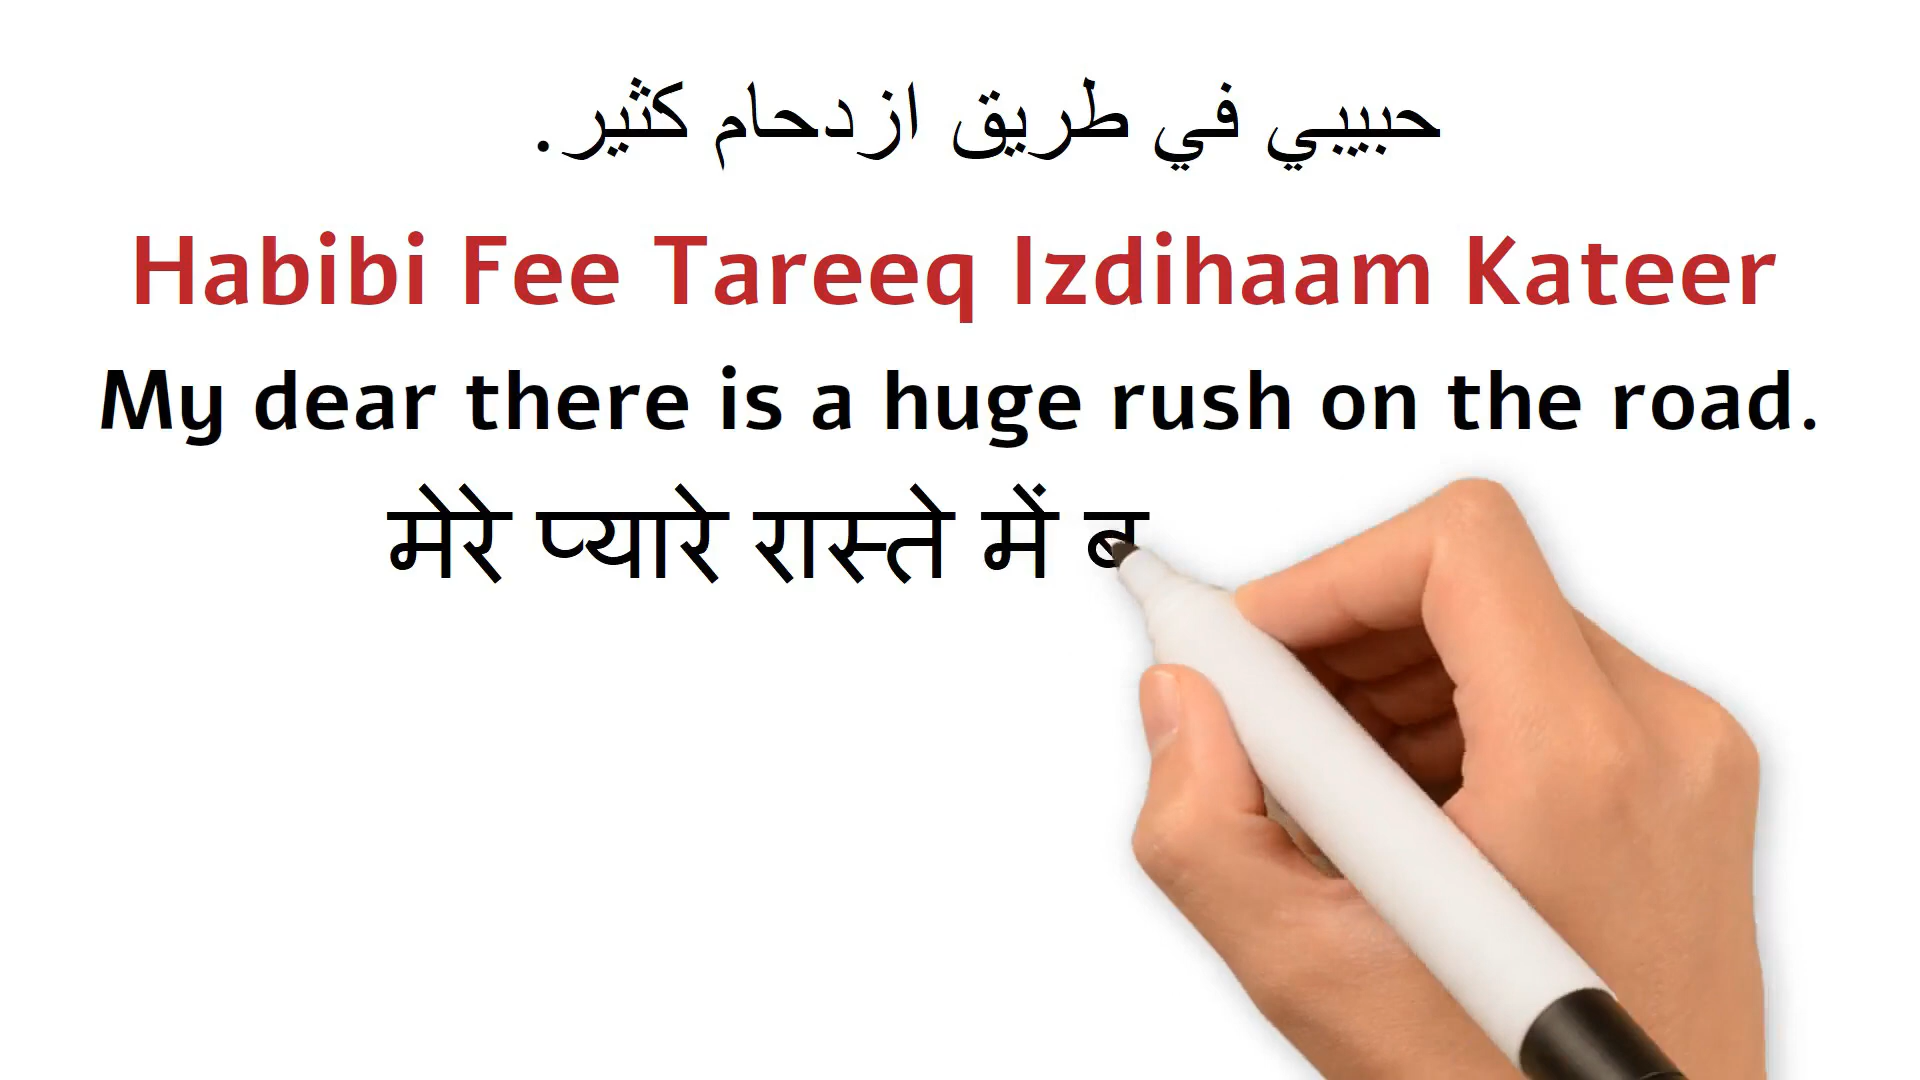 حبيبي في طريق ازدحام كثير.
Habibi Fee Tareeq Izdihaam Kateer
My dear there is a huge rush on the road.
मेरे प्यारे रास्ते में ब